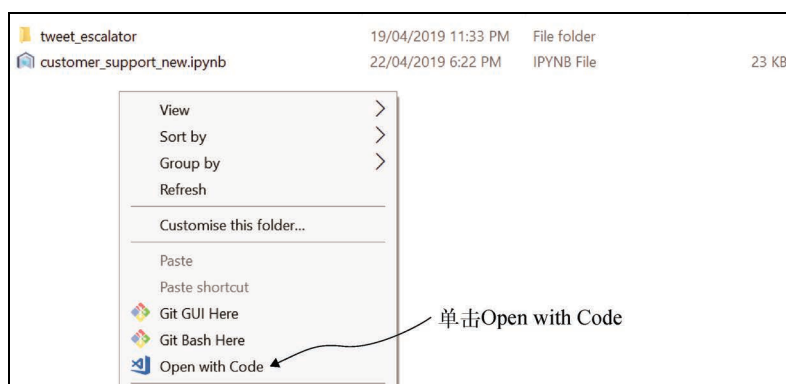 tweet_escalator 19/04/2019 11:33 PM File folder
customer_support_new.ipynb 22/04/2019 6:22 PM IPYNB File 23 KB
View
Sort by
Group by
Refresh
Customise this folder...
Paste
Paste shortcut
Git GUI Here
Git Bash Here
Open with Code
单击Open with Code